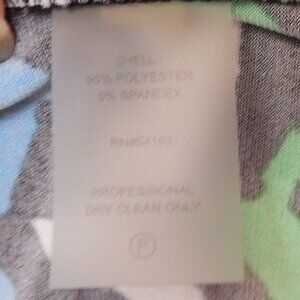 SHELL:
95% POLYESTER
5% SPANDEX
RN#54163
PROFESSIONAL
DRY CLEAN ONLY
P